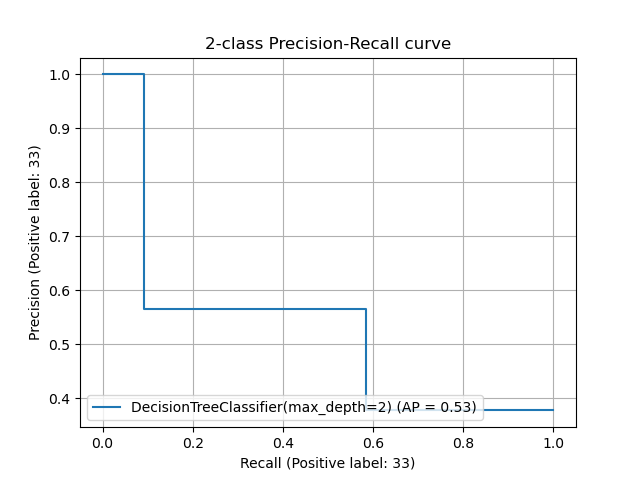 2-class Precision-Recall curve
Precision (Positive label: 33)
1.0
0.9
0.8
0.7
0.6
0.5
0.4
DecisionTreeClassifier(max_depth=2) (AP = 0.53)
0.0 0.2 0.4 0.6 0.8 1.0
Recall (Positive label: 33)